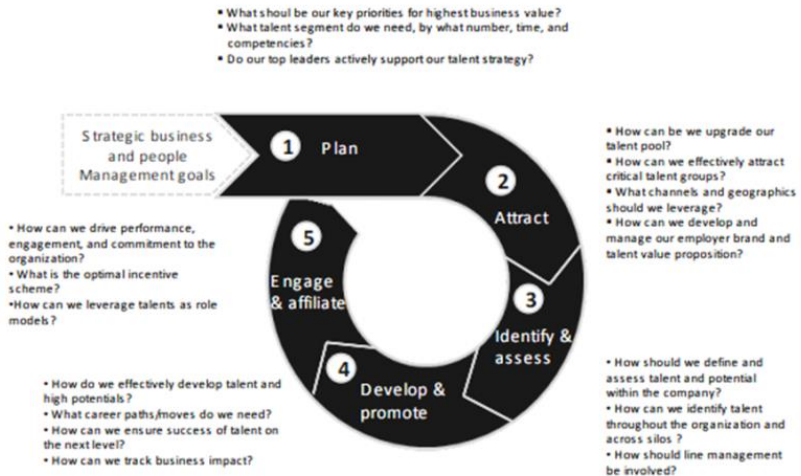 ▪ What shoul be our key priorities for highest business value?
▪ What talent segment do we need, by what number, time, and
competencies?
▪ Do our top leaders actively support our talent strategy?
Strategic business
and people
Management goals
1 Plan
2
Attract
▪ How can be we upgrade our
talent pool?
▪ How can we effectively attract
critical talent groups?
▪ What channels and geographics
should we leverage?
▪ How can we develop and
manage our employer brand and
talent value proposition?
3
Identify &
assess
• How should we define and
assess talent and potential
within the company?
• How can we identify talent
throughout the organization and
across silos ?
• How should line management
be involved?
4
Develop &
promote
• How do we effectively develop talent and
high potentials?
• What career paths/moves do we need?
• How can we ensure success of talent on
the next level?
• How can we track business impact?
5
Engage
& affiliate
• How can we drive performance,
engagement, and commitment to the
organization?
• What is the optimal incentive
scheme?
•How can we leverage talents as role
models?